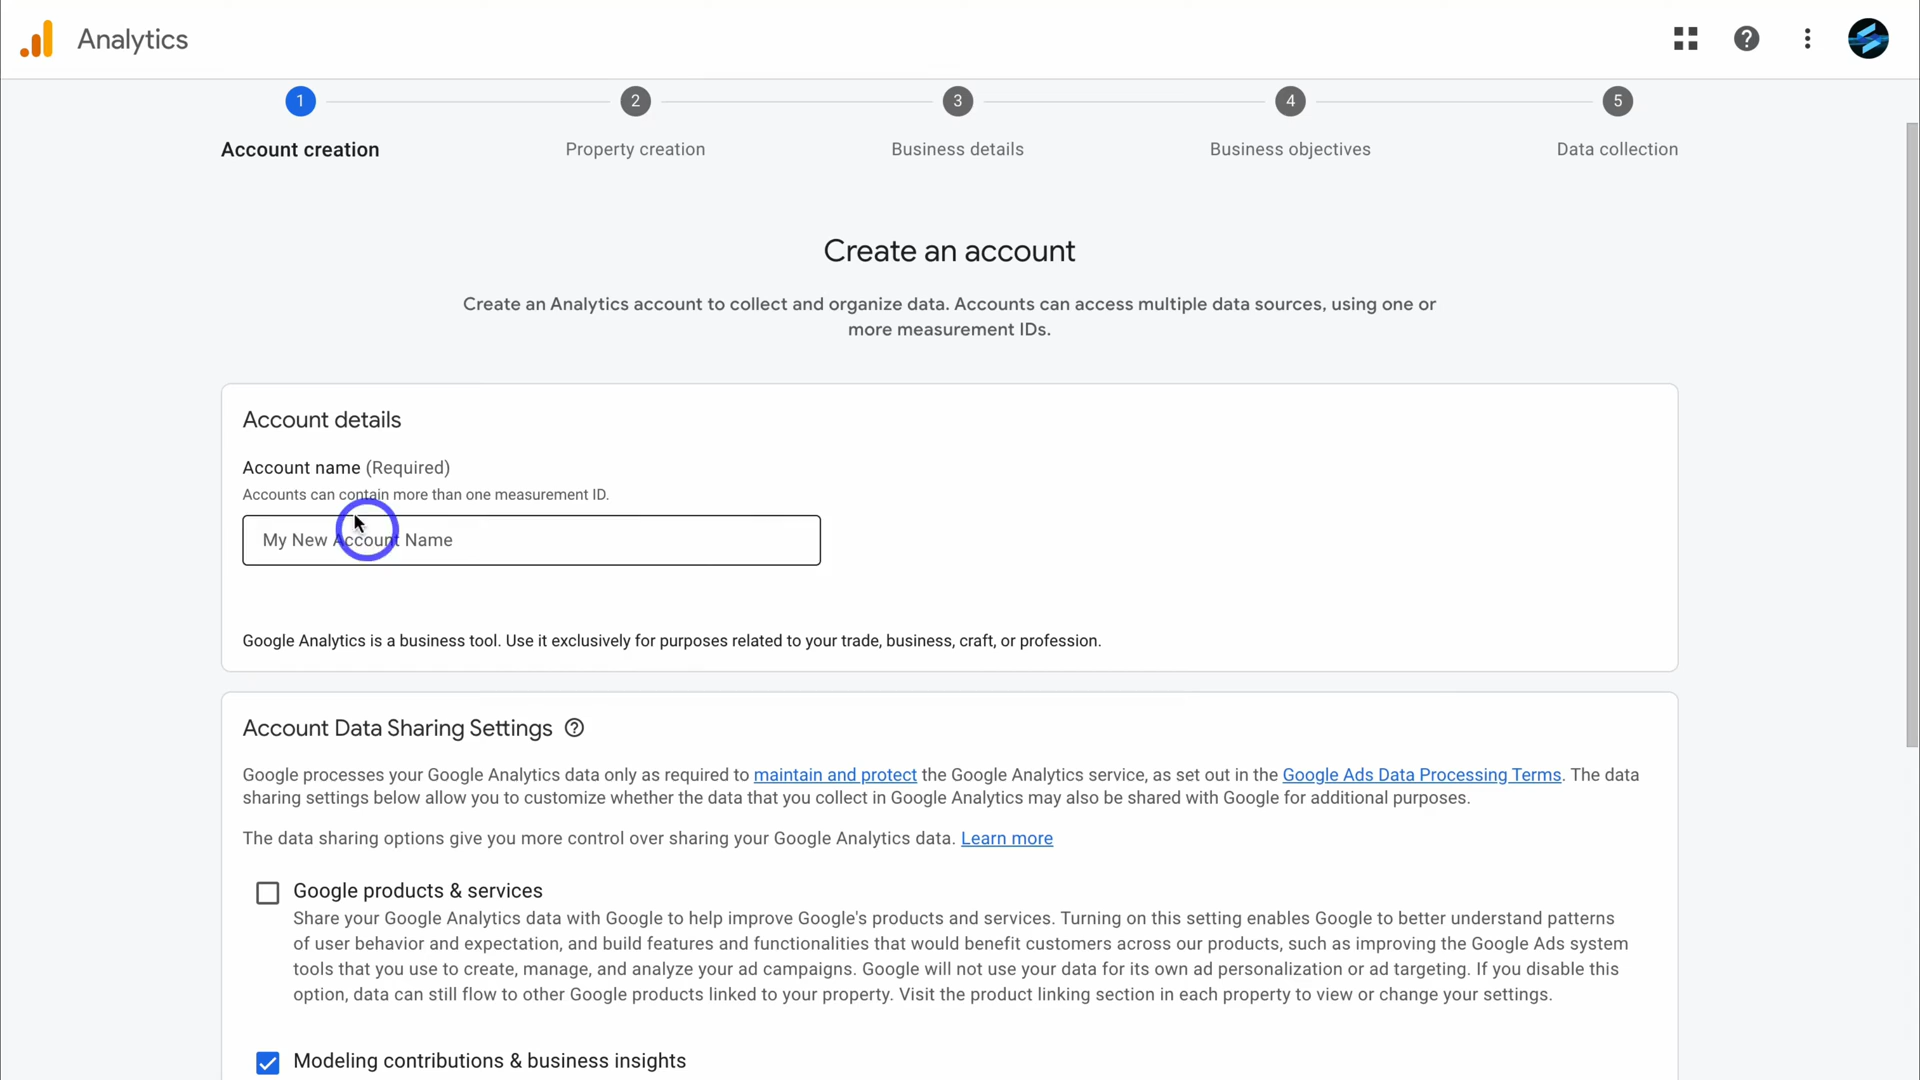 Analytics
1
2
3
4
5
Account creation
Property creation
Business details
Business objectives
Data collection
Create an account
Create an Analytics account to collect and organize data. Accounts can access multiple data sources, using one or
more measurement IDs.
Account details
Account name (Required)
Accounts can contain more than one measurement ID.
My New Account Name
Google Analytics is a business tool. Use it exclusively for purposes related to your trade, business, craft, or profession.
Account Data Sharing Settings
Google processes your Google Analytics data only as required to maintain and protect the Google Analytics service, as set out in the Google Ads Data Processing Terms. The data
sharing settings below allow you to customize whether the data that you collect in Google Analytics may also be shared with Google for additional purposes.
The data sharing options give you more control over sharing your Google Analytics data. Learn more
Google products & services
Share your Google Analytics data with Google to help improve Google's products and services. Turning on this setting enables Google to better understand patterns
of user behavior and expectation, and build features and functionalities that would benefit customers across our products, such as improving the Google Ads system
tools that you use to create, manage, and analyze your ad campaigns. Google will not use your data for its own ad personalization or ad targeting. If you disable this
option, data can still flow to other Google products linked to your property. Visit the product linking section in each property to view or change your settings.
Modeling contributions & business insights